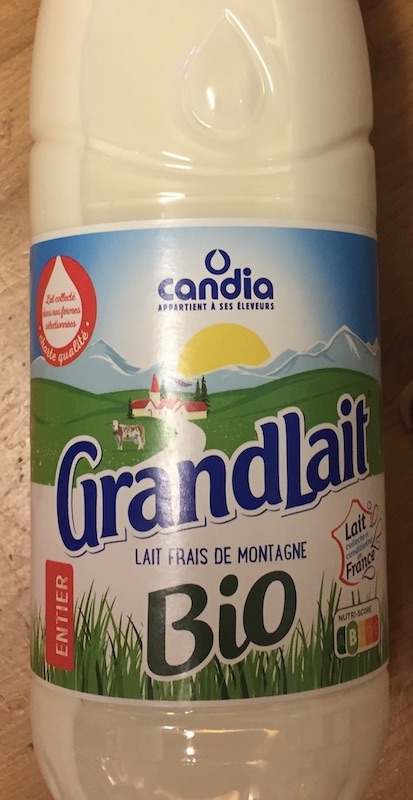 candia
APPARTIENT À SES ÉLEVEURS
Lait collecté
dans nos fermes
sélectionnées
charte qualité
GrandLait
LAIT FRAIS DE MONTAGNE
Bio
ENTIER
Lait
collecté et
conditionné
en
France
NUTRI-SCORE
B